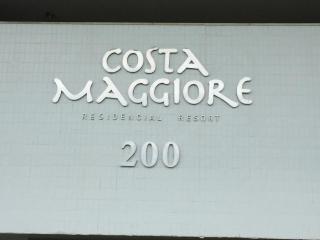 COSTA
MAGGIORE
RESIDENCIAL RESORT
200